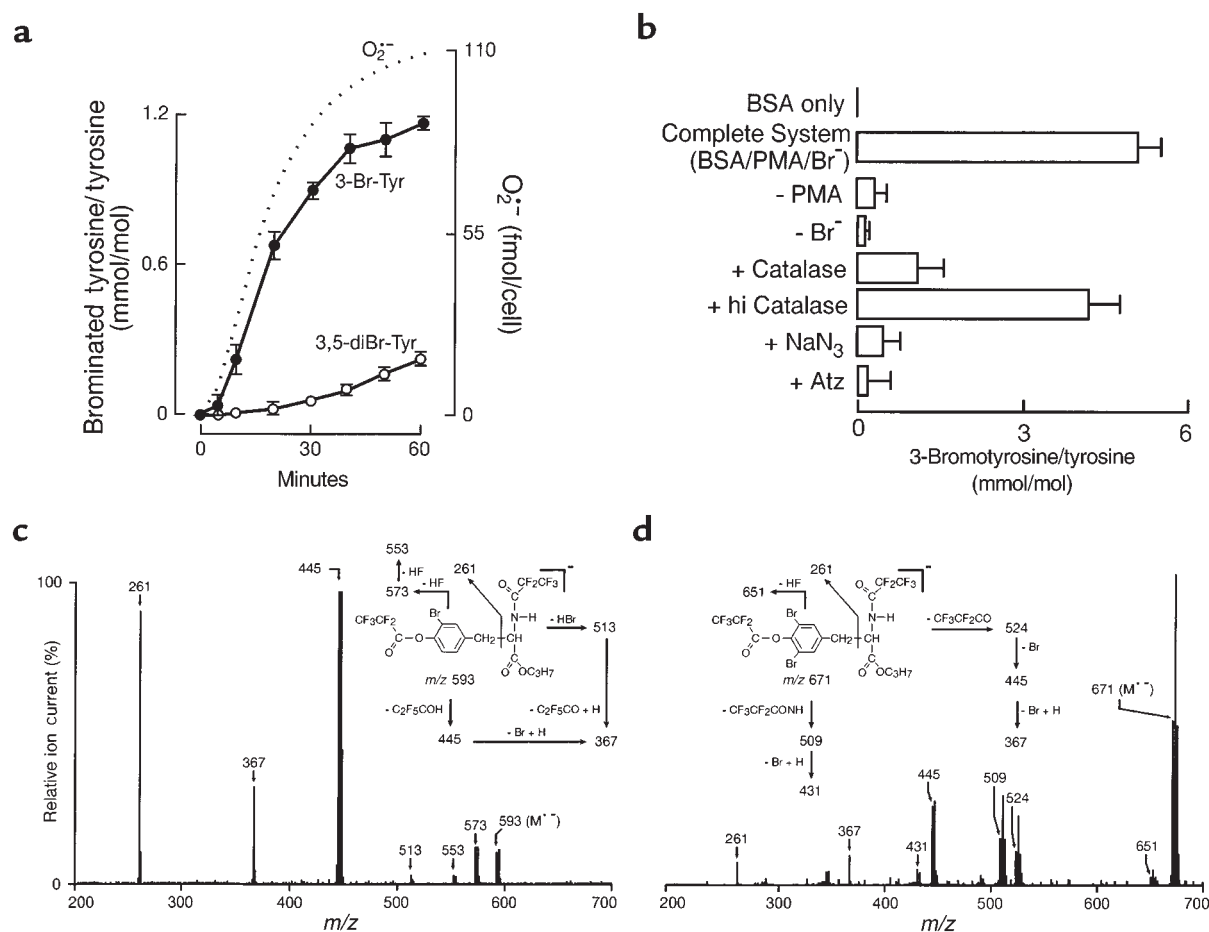 a
O₂•−
110
1.2
3-Br-Tyr
55
0.6
3,5-diBr-Tyr
0
0
Brominated tyrosine/tyrosine
(mmol/mol)
O₂•− (fmol/cell)
0
30
60
Minutes
b
BSA only
Complete System
(BSA/PMA/Br⁻)
- PMA
- Br⁻
+ Catalase
+ hi Catalase
+ NaN₃
+ Atz
0
3
6
3-Bromotyrosine/tyrosine
(mmol/mol)
c
Relative ion current (%)
100
0
261
367
445
513
553
573
593 (M•−)
553
- HF
573
- HF
261
CF₂CF₃
C
O
N-H
−
CF3CF2
C-O
O
Br
CH₂
C-H
C
O
OC₃H₇
- HBr
513
m/z 593
- C₂F₅COH
- C₂F₅CO + H
445
- Br + H
367
200
300
400
500
600
700
m/z
d
- HF
651
261
CF₂CF₃
C
O
N-H
−
CF3CF2
C-O
O
Br
Br
CH₂
C-H
C
O
OC₃H₇
- CF₃CF₂CO
524
- Br
445
- Br + H
367
m/z 671
- CF₃CF₂CONH
509
- Br + H
431
261
367
431
445
509
524
651
671 (M•−)
200
300
400
500
600
700
m/z